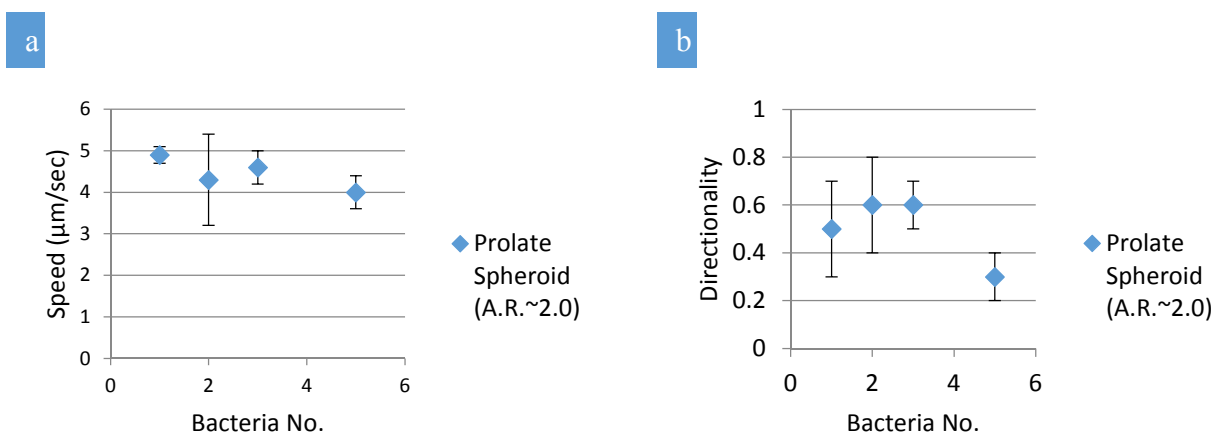 a
6
5
4
3
2
1
0
Speed (µm/sec)
0 2 4 6
Bacteria No.
Prolate
Spheroid
(A.R.~2.0)
b
1
0.8
0.6
0.4
0.2
0
Directionality
0 2 4 6
Bacteria No.
Prolate
Spheroid
(A.R.~2.0)